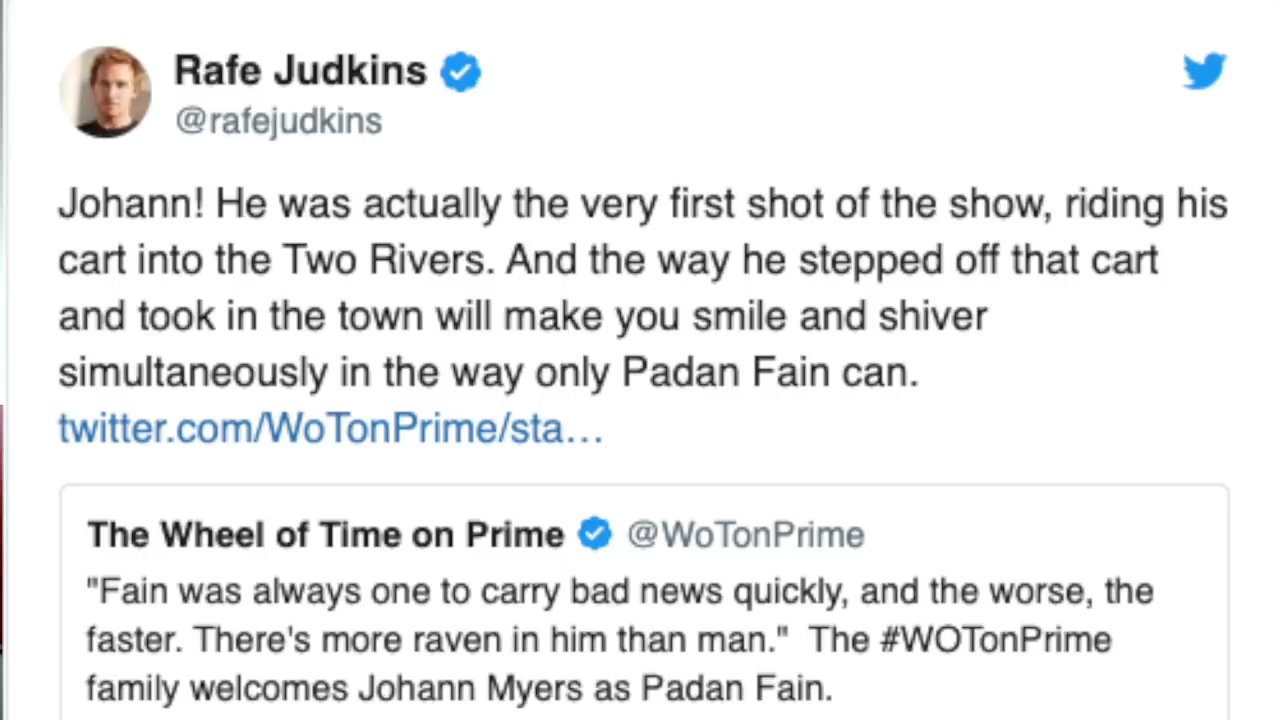 Rafe Judkins
@rafejudkins
Johann! He was actually the very first shot of the show, riding his
cart into the Two Rivers. And the way he stepped off that cart
and took in the town will make you smile and shiver
simultaneously in the way only Padan Fain can.
twitter.com/WoTonPrime/sta…
The Wheel of Time on Prime @WoTonPrime
"Fain was always one to carry bad news quickly, and the worse, the
faster. There's more raven in him than man."  The #WOTonPrime
family welcomes Johann Myers as Padan Fain.